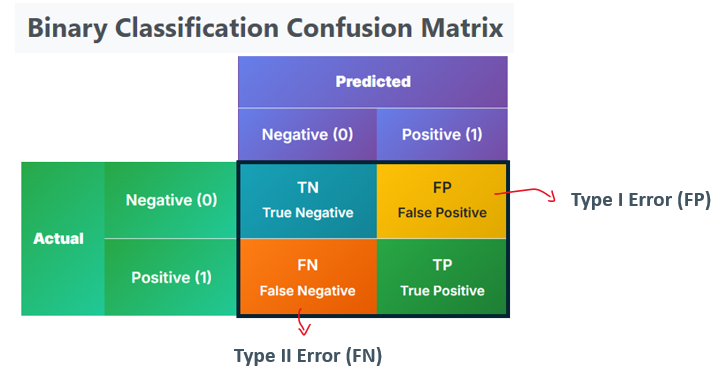 Binary Classification Confusion Matrix
Predicted
Negative (0)
Positive (1)
Actual
Negative (0)
TN
True Negative
FP
False Positive
Type I Error (FP)
Positive (1)
FN
False Negative
TP
True Positive
Type II Error (FN)